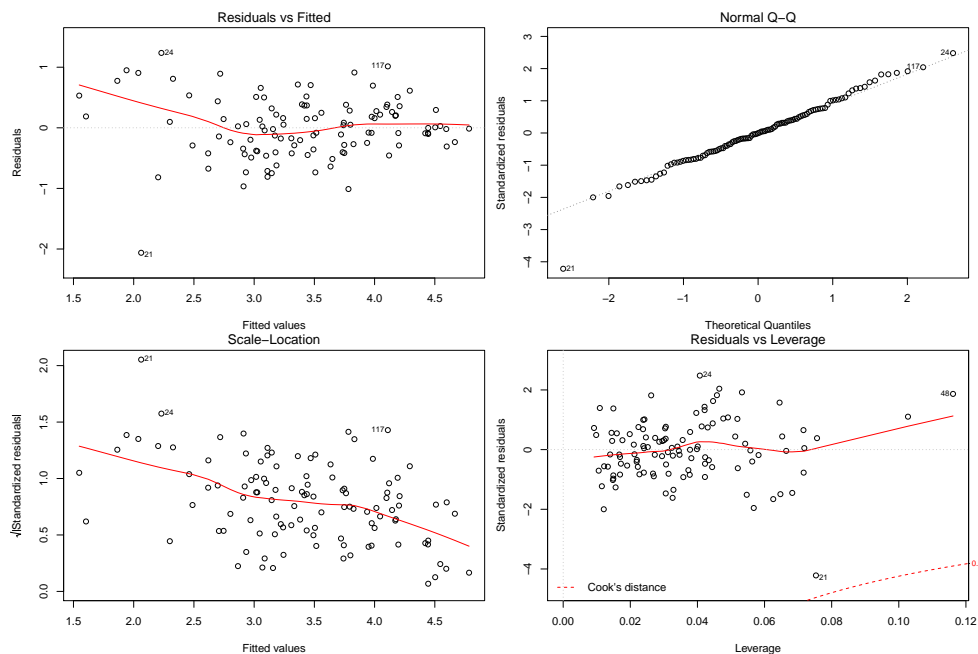 Residuals vs Fitted
Residuals
1
0
-1
-2
24
117
21
1.5 2.0 2.5 3.0 3.5 4.0 4.5
Fitted values
Normal Q-Q
Standardized residuals
3
2
1
0
-1
-2
-3
-4
24
117
21
-2 -1 0 1 2
Theoretical Quantiles
Scale-Location
√|Standardized residuals|
2.0
1.5
1.0
0.5
0.0
21
24
117
1.5 2.0 2.5 3.0 3.5 4.0 4.5
Fitted values
Residuals vs Leverage
Standardized residuals
2
0
-2
-4
24
48
21
Cook's distance
0.00 0.02 0.04 0.06 0.08 0.10 0.12
Leverage